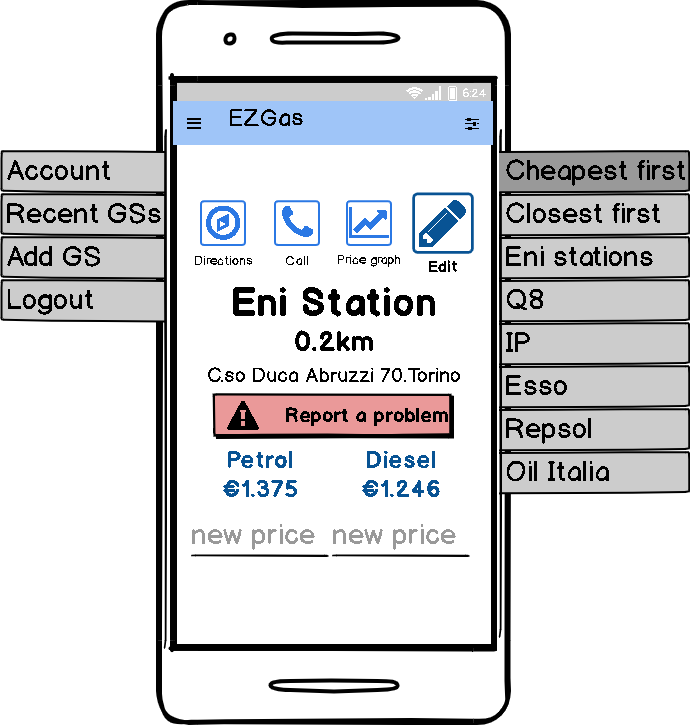 6:24
EZGas
Account
Recent GSs
Add GS
Logout
Directions
Call
Price graph
Edit
Eni Station
0.2km
C.so Duca Abruzzi 70.Torino
Report a problem
Petrol
Diesel
€1.375
€1.246
new price
new price
Cheapest first
Closest first
Eni stations
Q8
IP
Esso
Repsol
Oil Italia